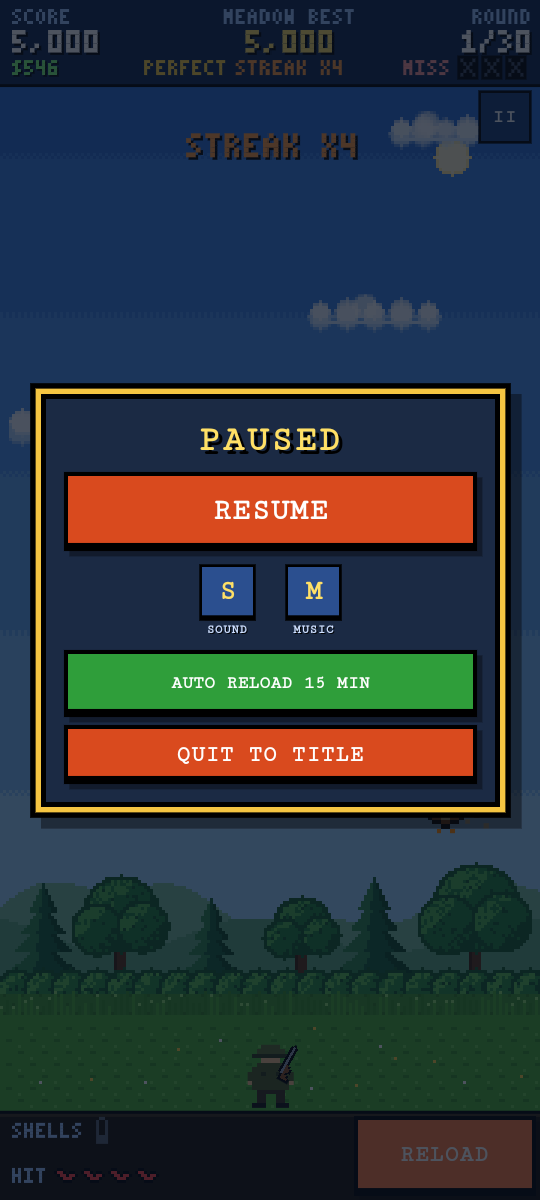 SCORE MEADOW BEST ROUND
5,000 5,000 1/30
$546 PERFECT STREAK X4 MISS XXX
II
STREAK X4
PAUSED
RESUME
S M
SOUND MUSIC
AUTO RELOAD 15 MIN
QUIT TO TITLE
SHELLS
RELOAD
HIT